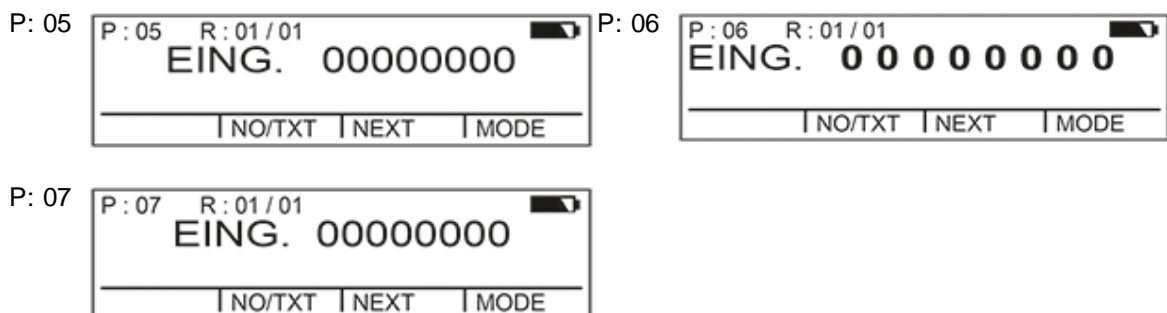 P: 05
P : 05 R : 01 / 01
EING. 00000000
NO/TXT NEXT MODE
P: 06
P : 06 R : 01 / 01
EING. 0 0 0 0 0 0 0 0
NO/TXT NEXT MODE
P: 07
P : 07 R : 01 / 01
EING. 00000000
NO/TXT NEXT MODE